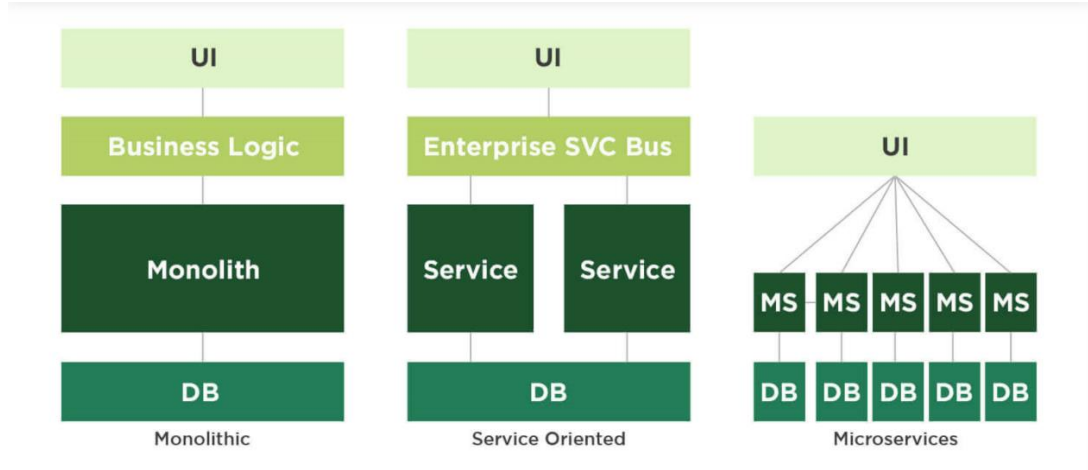 UI
Business Logic
Monolith
DB
Monolithic
UI
Enterprise SVC Bus
Service Service
DB
Service Oriented
UI
MS MS MS MS MS
DB DB DB DB DB
Microservices